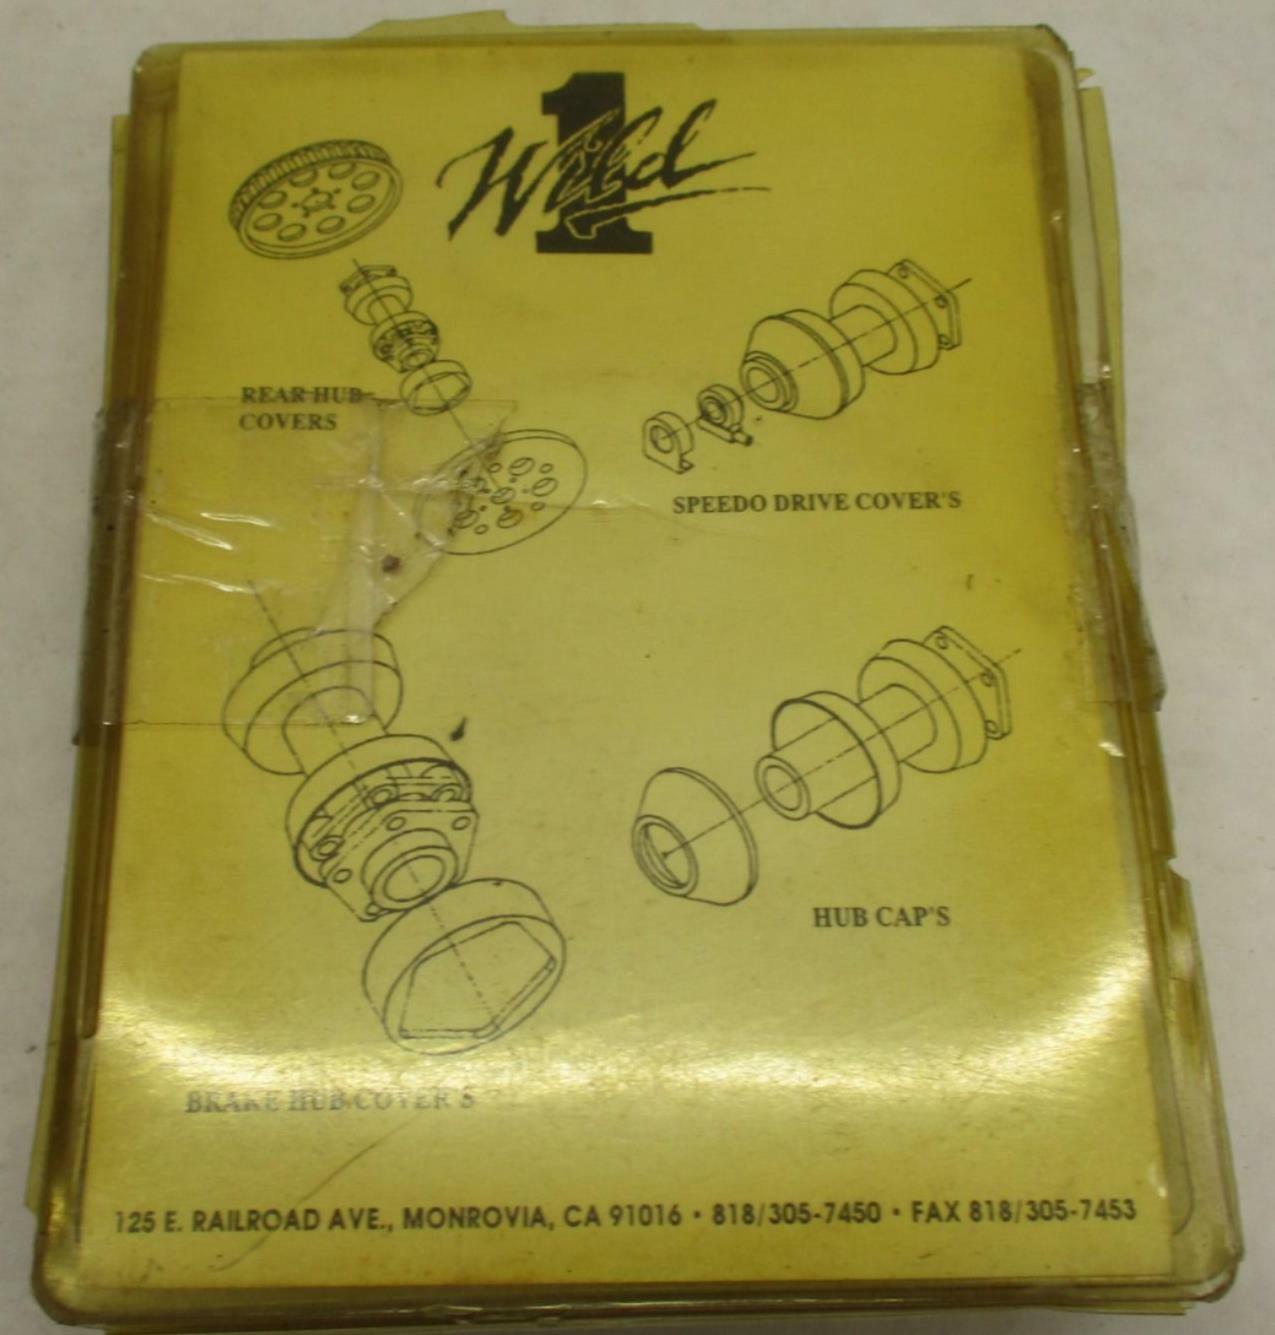 Wild 1
REAR HUB
COVERS
SPEEDO DRIVE COVER'S
HUB CAP'S
BRAKE HUB COVER'S
125 E. RAILROAD AVE., MONROVIA, CA 91016 • 818/305-7450 • FAX 818/305-7453